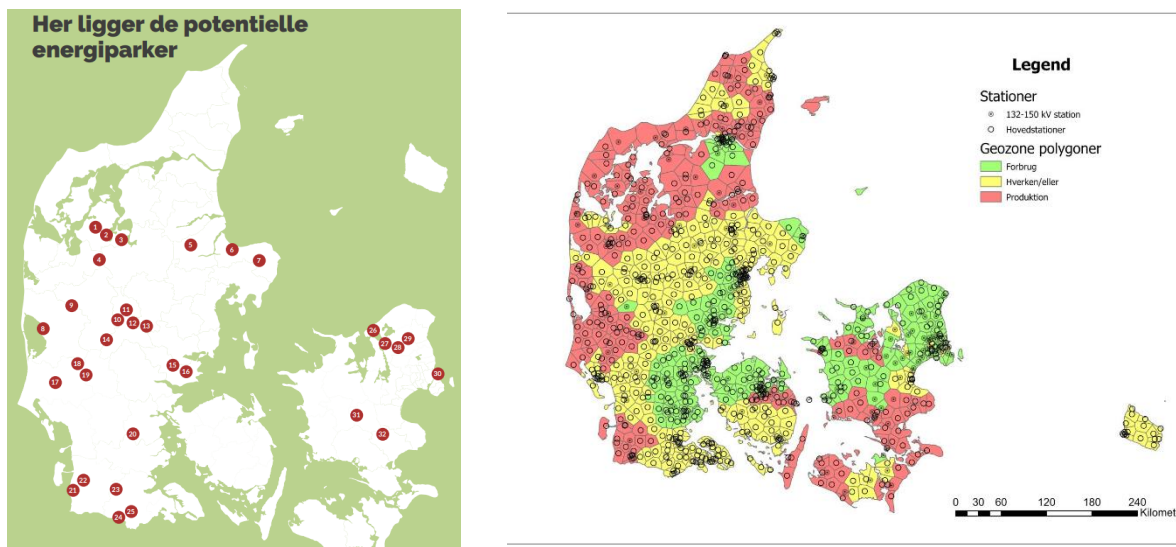 Her ligger de potentielle
energiparker
1
2
3
4
5
6
7
8
9
11
10
12
13
14
15
16
17
18
19
20
21
22
23
24
25
26
27
28
29
30
31
32
Legend
Stationer
132-150 kV station
Hovedstationer
Geozone polygoner
Forbrug
Hverken/eller
Produktion
0 30 60 120 180 240
Kilomet